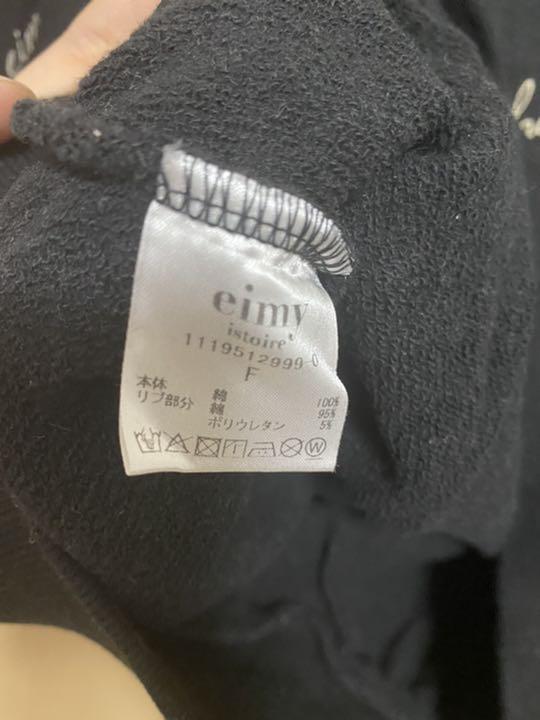 eimy
istoire
1119512999-0
F
本体 綿 100%
リブ部分 綿 95%
ポリウレタン 5%
W